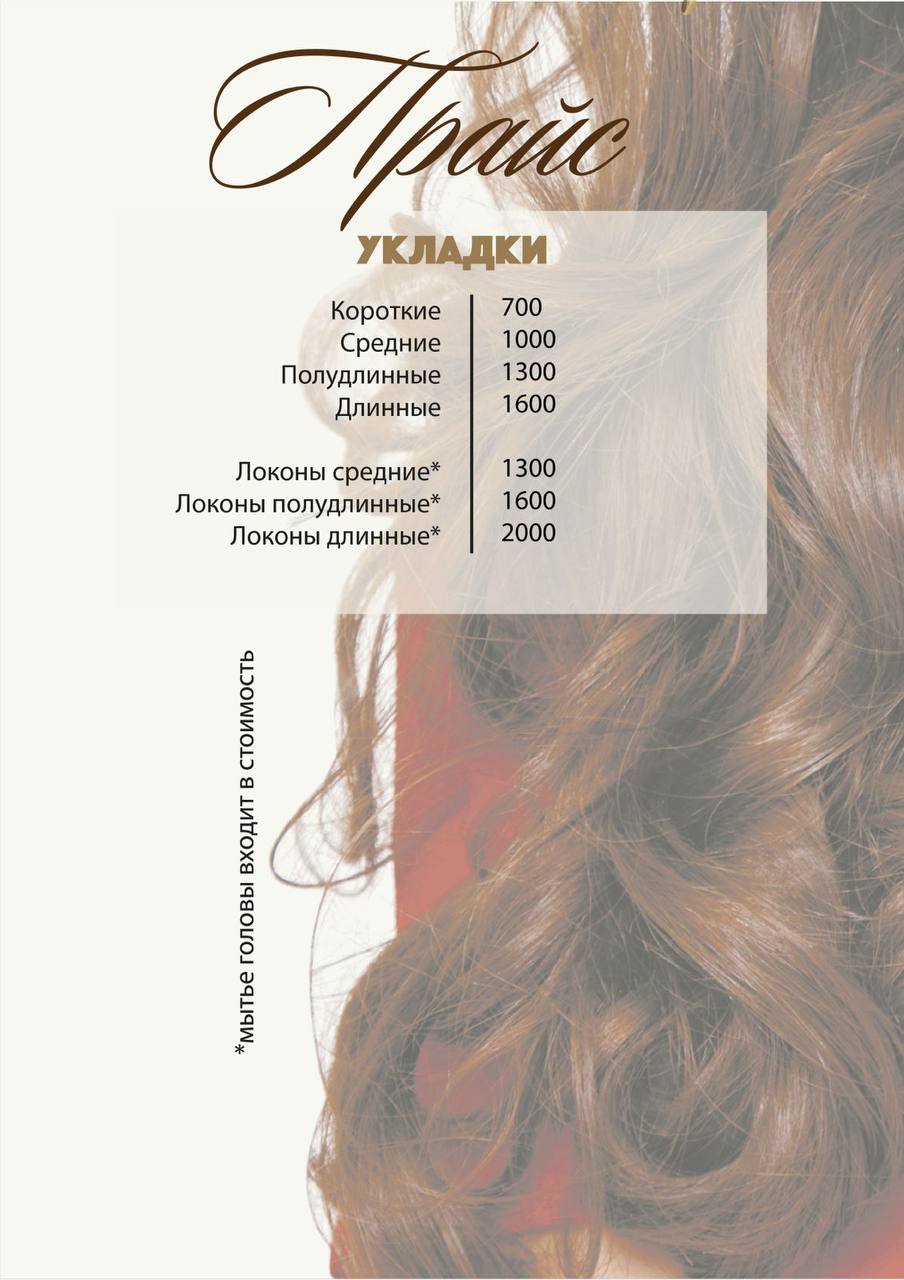 Прайс
УКЛАДКИ
Короткие 700
Средние 1000
Полудлинные 1300
Длинные 1600
Локоны средние* 1300
Локоны полудлинные* 1600
Локоны длинные* 2000
*мытье головы входит в стоимость